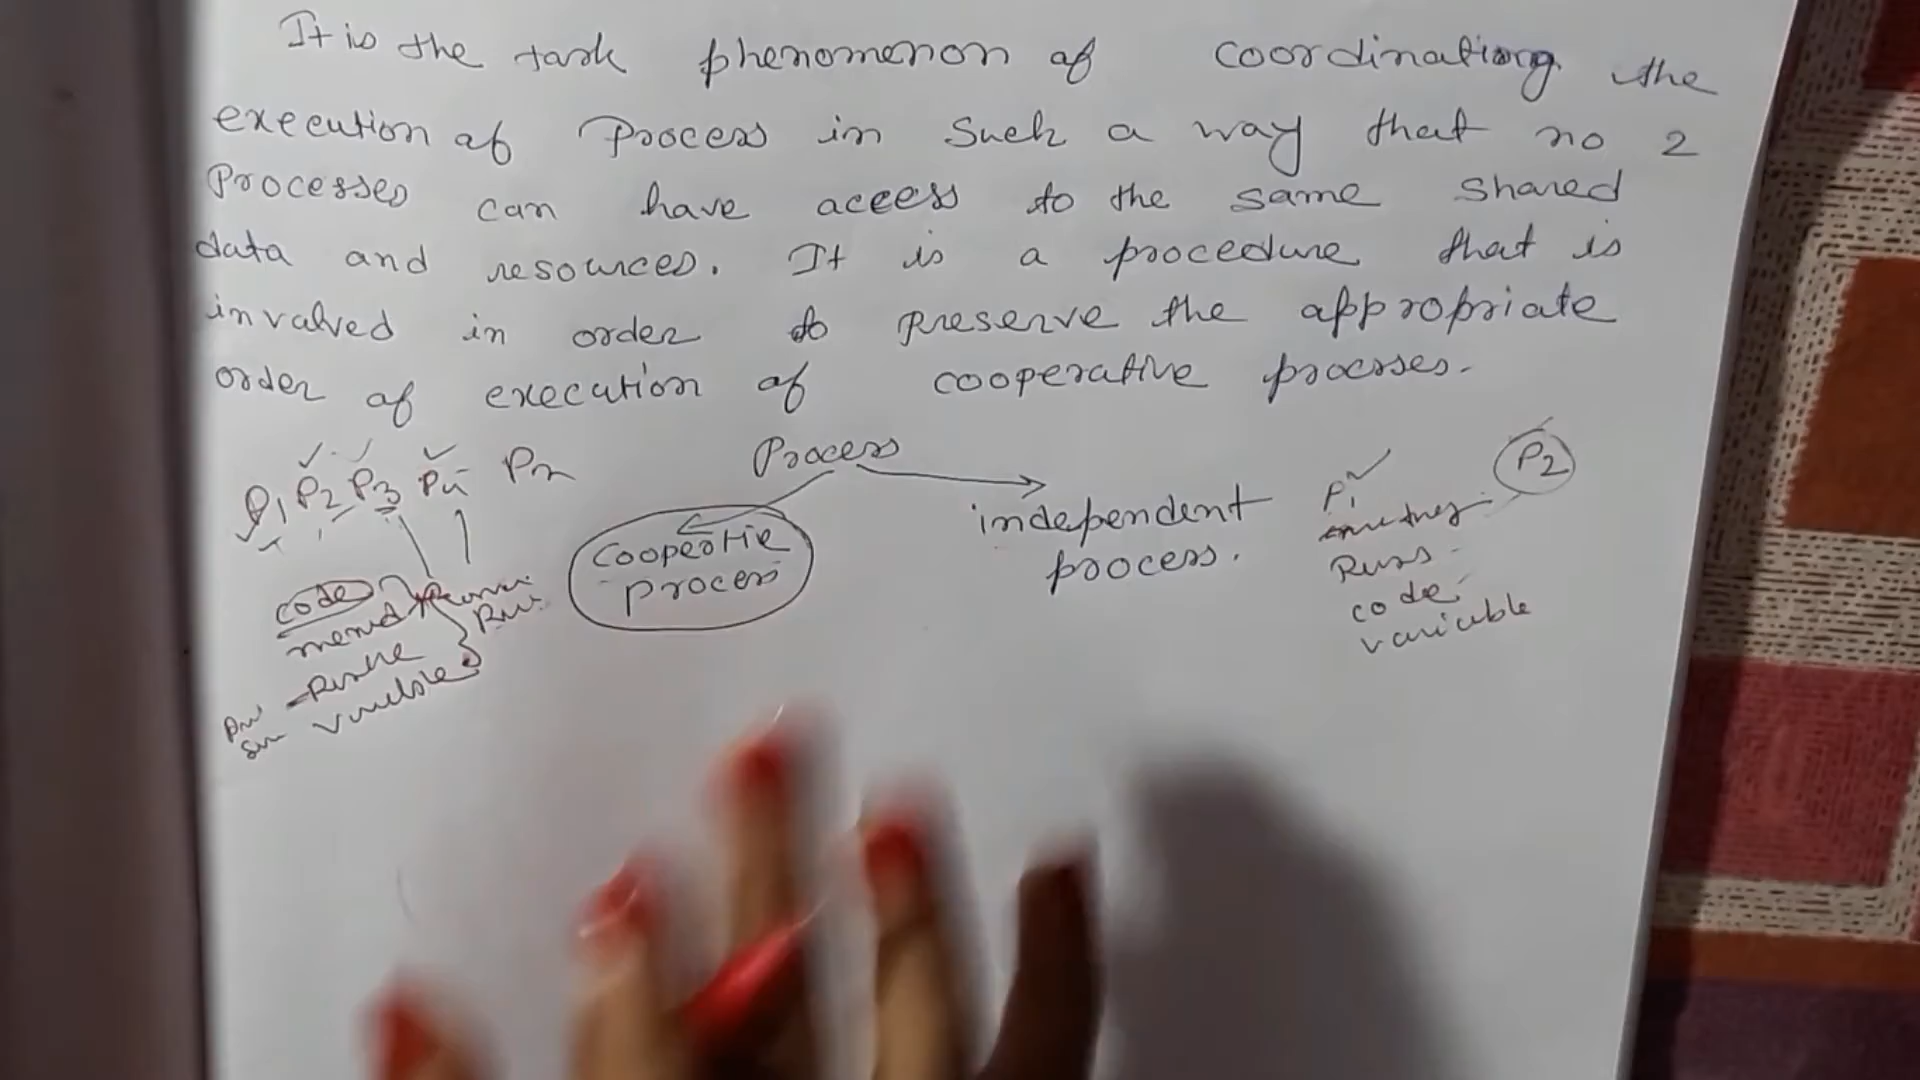 It is the task phenomenon of coordinationg the
execution of Process in such a way that no 2
Processes can have access to the same shared
data and resources. It is a procedure that is
involved in order to preserve the appropriate
order of execution of cooperative processes.
P1 P2 P3 P4 Pn
Process
Cooperative
process
independent
process.
P1 P2
code
variable
code